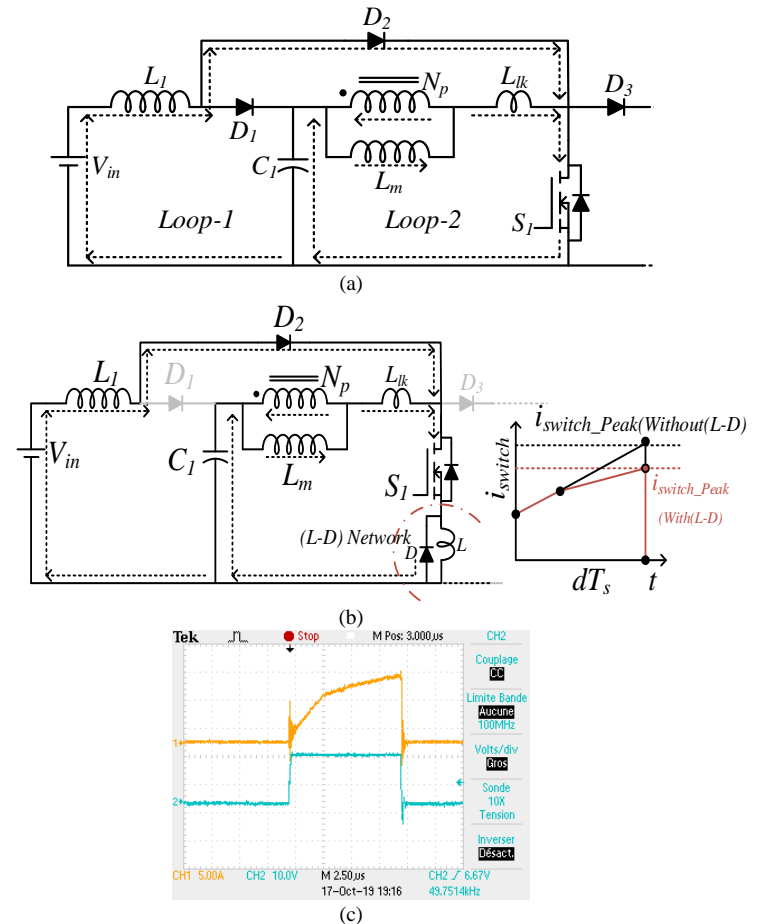 D2
L1
Np
Llk
D3
D1
Vin
C1
Lm
Loop-1
Loop-2
S1
(a)
D2
L1
D1
Np
Llk
D3
Vin
C1
Lm
S1
(L-D) Network
D
L
iswitch_Peak(Without(L-D)
iswitch
iswitch_Peak
(With(L-D)
dTs
t
(b)
Tek
Stop
M Pos: 3.000µs
CH2
Couplage
CC
Limite Bande
Aucune
100MHz
Volts/div
Gros
Sonde
10X
Tension
Inverser
Désact.
1
2
CH1 5.00A
CH2 10.0V
M 2.50µs
CH2 / 6.67V
17-Oct-19 19:16
49.7514kHz
(c)